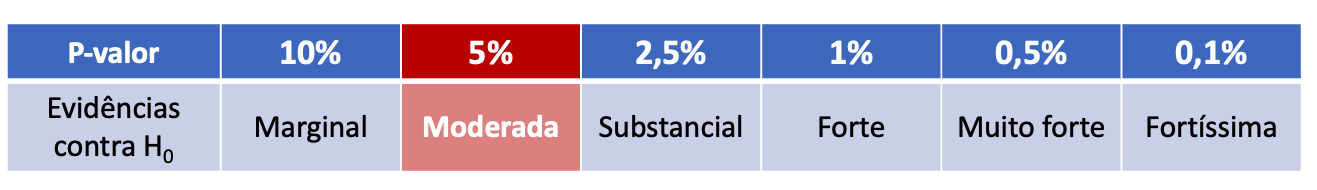 P-valor 10% 5% 2,5% 1% 0,5% 0,1%
Evidências
contra H₀ Marginal Moderada Substancial Forte Muito forte Fortíssima